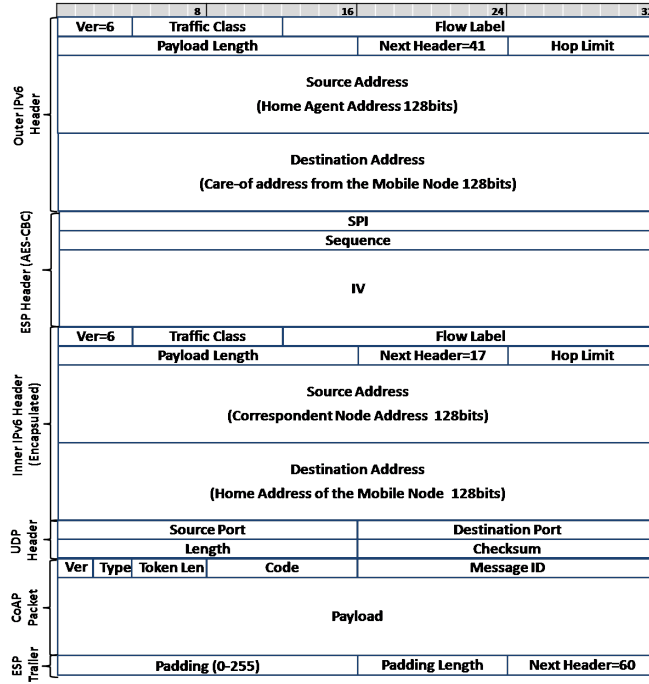 8 16 24 32
Ver=6 Traffic Class Flow Label
Payload Length Next Header=41 Hop Limit
Outer IPv6
Header
Source Address
(Home Agent Address 128bits)
Destination Address
(Care-of address from the Mobile Node 128bits)
ESP Header (AES-CBC)
SPI
Sequence
IV
Ver=6 Traffic Class Flow Label
Payload Length Next Header=17 Hop Limit
Inner IPv6 Header
(Encapsulated)
Source Address
(Correspondent Node Address 128bits)
Destination Address
(Home Address of the Mobile Node 128bits)
UDP
Header
Source Port Destination Port
Length Checksum
CoAP
Packet
Ver Type Token Len Code Message ID
Payload
ESP
Trailer
Padding (0-255) Padding Length Next Header=60